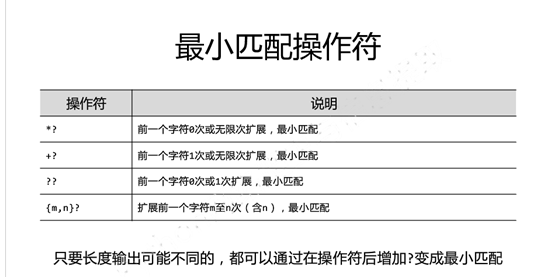 最小匹配操作符
操作符 说明
*? 前一个字符0次或无限次扩展，最小匹配
+? 前一个字符1次或无限次扩展，最小匹配
?? 前一个字符0次或1次扩展，最小匹配
{m,n}? 扩展前一个字符m至n次（含n），最小匹配
只要长度输出可能不同的，都可以通过在操作符后增加?变成最小匹配